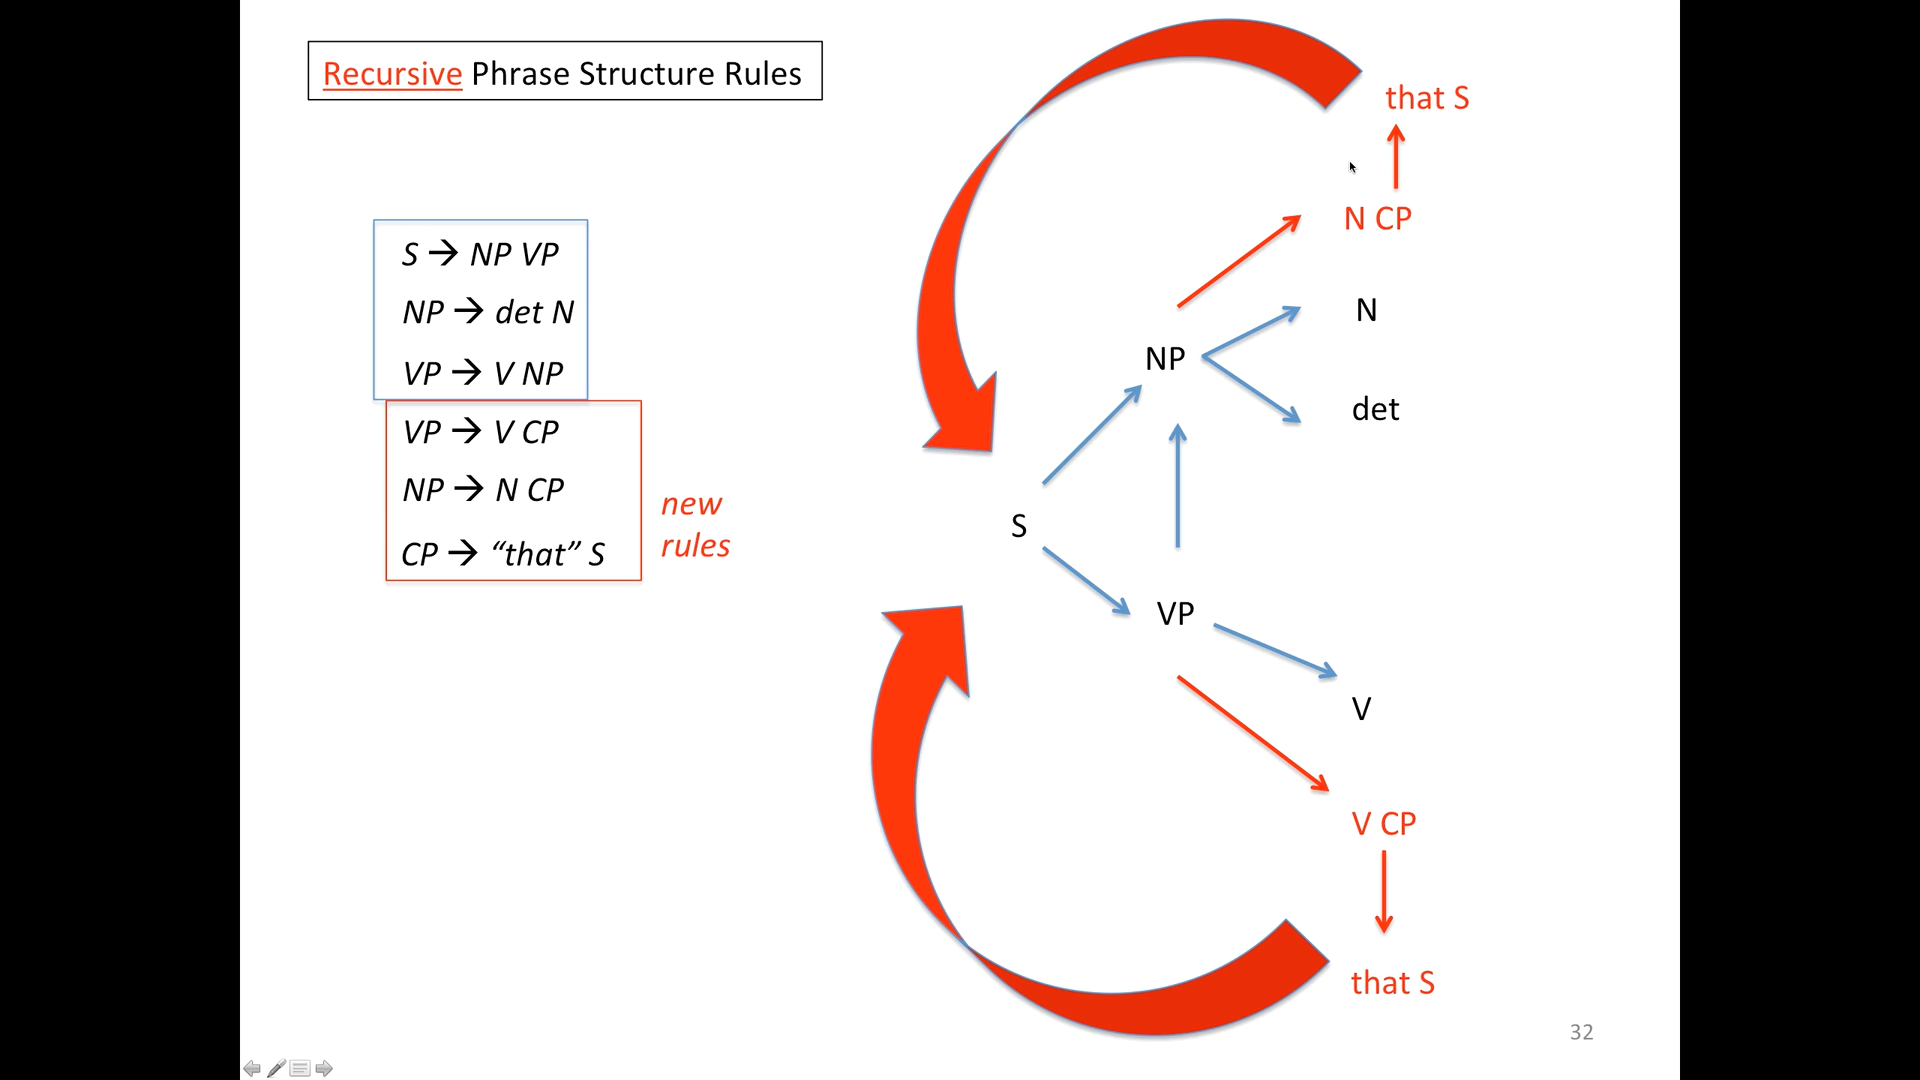 Recursive Phrase Structure Rules
S → NP VP
NP → det N
VP → V NP
VP → V CP
NP → N CP
CP → “that” S
new
rules
that S
N CP
N
NP
det
S
VP
V
V CP
that S
32